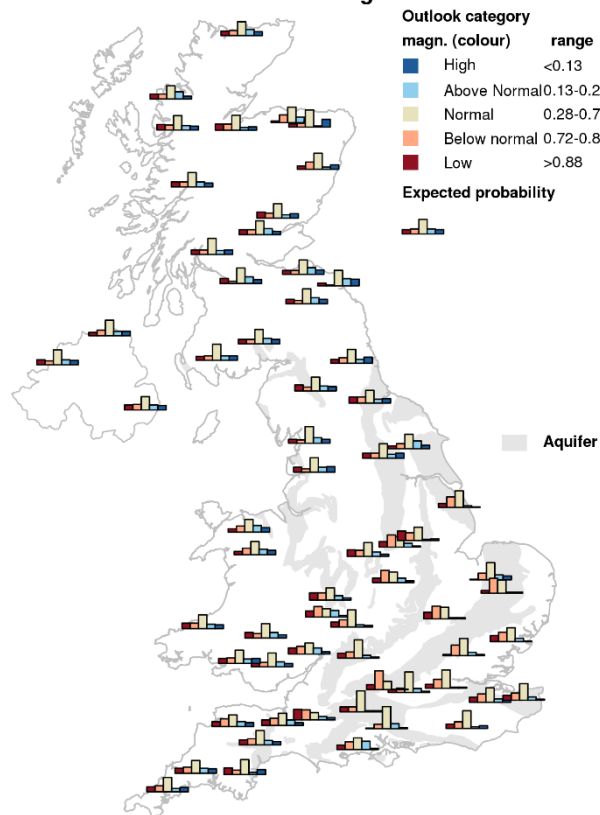 Outlook category
magn. (colour) range
High <0.13
Above Normal 0.13-0.2
Normal 0.28-0.7
Below normal 0.72-0.8
Low >0.88
Expected probability
Aquifer